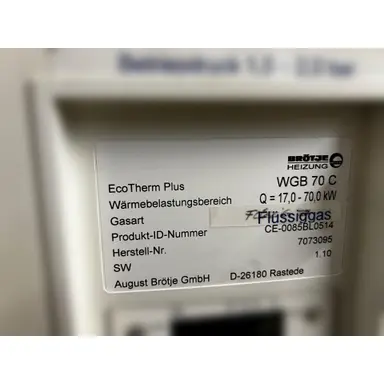 Betriebsdruck 1,0 - 2,0 bar
BRÖTJE
HEIZUNG
EcoTherm Plus WGB 70 C
Wärmebelastungsbereich Q = 17,0 - 70,0 kW
Gasart Flüssiggas
Produkt-ID-Nummer CE-0085BL0514
Herstell-Nr. 7073095
SW 1.10
August Brötje GmbH D-26180 Rastede